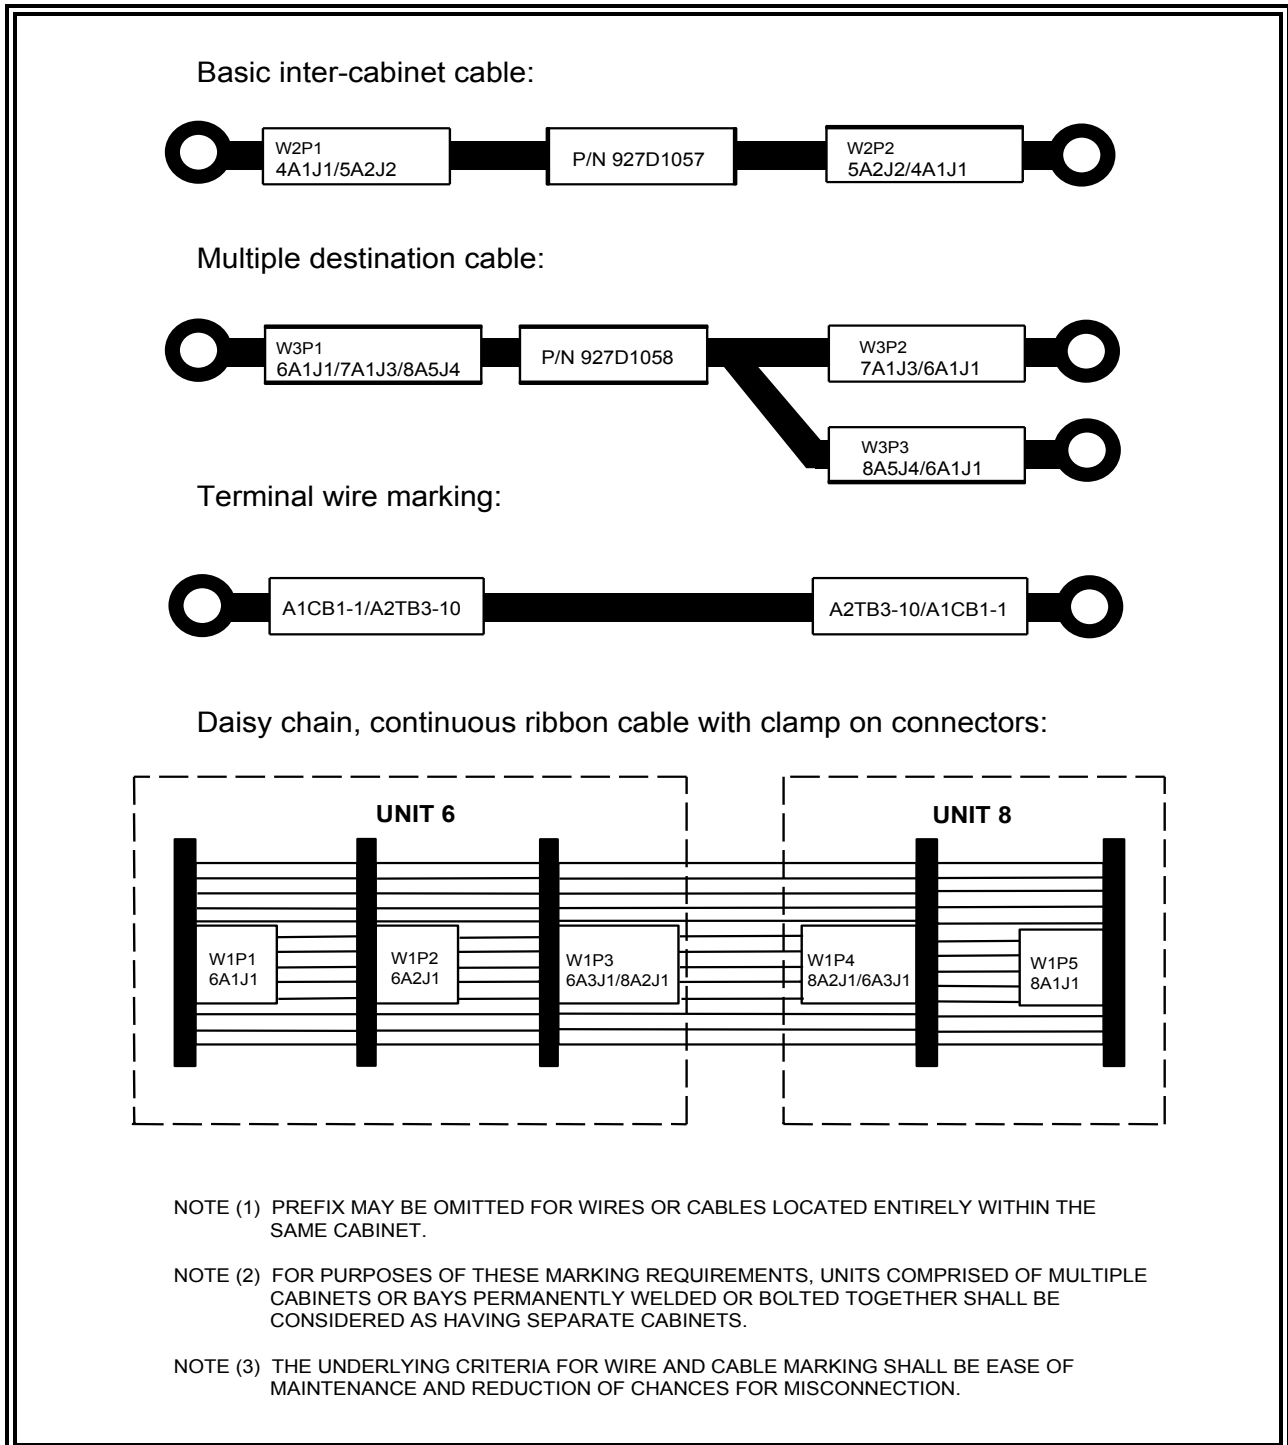 Basic inter-cabinet cable:
W2P1
4A1J1/5A2J2
P/N 927D1057
W2P2
5A2J2/4A1J1
Multiple destination cable:
W3P1
6A1J1/7A1J3/8A5J4
P/N 927D1058
W3P2
7A1J3/6A1J1
W3P3
8A5J4/6A1J1
Terminal wire marking:
A1CB1-1/A2TB3-10
A2TB3-10/A1CB1-1
Daisy chain, continuous ribbon cable with clamp on connectors:
UNIT 6
UNIT 8
W1P1
6A1J1
W1P2
6A2J1
W1P3
6A3J1/8A2J1
W1P4
8A2J1/6A3J1
W1P5
8A1J1
NOTE (1) PREFIX MAY BE OMITTED FOR WIRES OR CABLES LOCATED ENTIRELY WITHIN THE
SAME CABINET.
NOTE (2) FOR PURPOSES OF THESE MARKING REQUIREMENTS, UNITS COMPRISED OF MULTIPLE
CABINETS OR BAYS PERMANENTLY WELDED OR BOLTED TOGETHER SHALL BE
CONSIDERED AS HAVING SEPARATE CABINETS.
NOTE (3) THE UNDERLYING CRITERIA FOR WIRE AND CABLE MARKING SHALL BE EASE OF
MAINTENANCE AND REDUCTION OF CHANCES FOR MISCONNECTION.